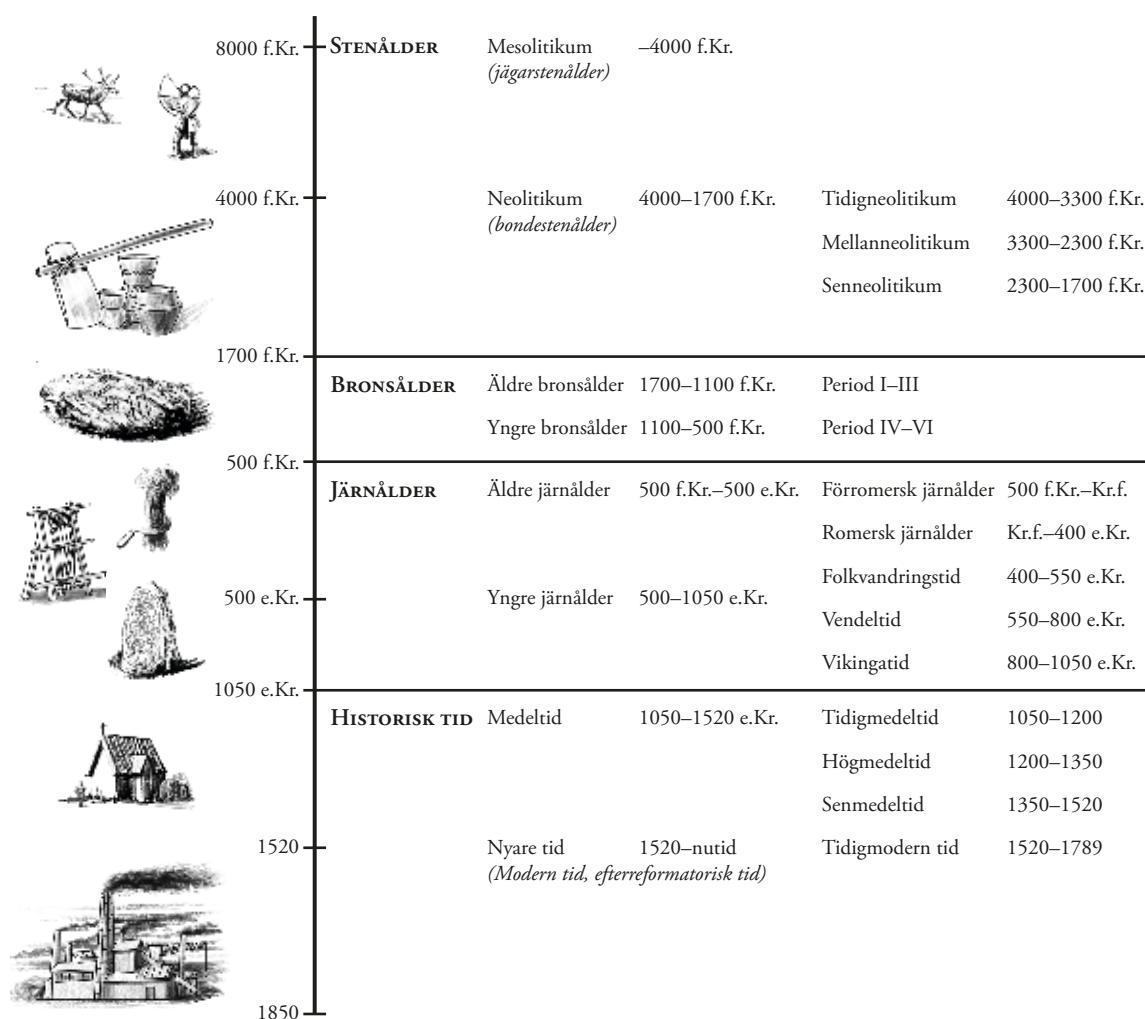 8000 f.Kr. STENÅLDER Mesolitikum –4000 f.Kr.
(jägarstenålder)
4000 f.Kr. Neolitikum 4000–1700 f.Kr. Tidigneolitikum 4000–3300 f.Kr.
(bondestenålder)
Mellanneolitikum 3300–2300 f.Kr.
Senneolitikum 2300–1700 f.Kr.
1700 f.Kr.
BRONSÅLDER Äldre bronsålder 1700–1100 f.Kr. Period I–III
Yngre bronsålder 1100–500 f.Kr. Period IV–VI
500 f.Kr.
JÄRNÅLDER Äldre järnålder 500 f.Kr.–500 e.Kr. Förromersk järnålder 500 f.Kr.–Kr.f.
Romersk järnålder Kr.f.–400 e.Kr.
Folkvandringstid 400–550 e.Kr.
500 e.Kr. Yngre järnålder 500–1050 e.Kr.
Vendeltid 550–800 e.Kr.
Vikingatid 800–1050 e.Kr.
1050 e.Kr.
HISTORISK TID Medeltid 1050–1520 e.Kr. Tidigmedeltid 1050–1200
Högmedeltid 1200–1350
Senmedeltid 1350–1520
1520 Nyare tid 1520–nutid Tidigmodern tid 1520–1789
(Modern tid, efterreformatorisk tid)
1850